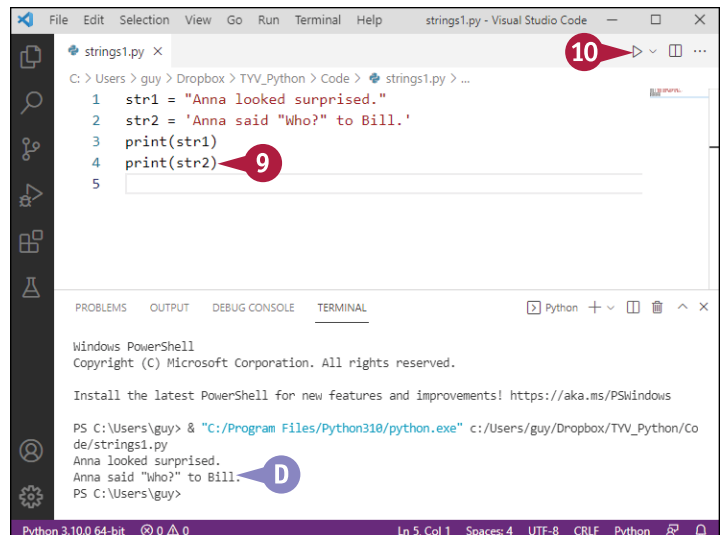 File Edit Selection View Go Run Terminal Help strings1.py - Visual Studio Code
strings1.py
10
C: > Users > guy > Dropbox > TYV_Python > Code > strings1.py > ...
1 str1 = "Anna looked surprised."
2 str2 = 'Anna said "Who?" to Bill.'
3 print(str1)
4 print(str2)
9
5
PROBLEMS OUTPUT DEBUG CONSOLE TERMINAL Python
Windows PowerShell
Copyright (C) Microsoft Corporation. All rights reserved.
Install the latest PowerShell for new features and improvements! https://aka.ms/PSWindows
PS C:\Users\guy> & "C:/Program Files/Python310/python.exe" c:/Users/guy/Dropbox/TYV_Python/Co
de/strings1.py
Anna looked surprised.
Anna said "Who?" to Bill.
D
PS C:\Users\guy>
Python 3.10.0 64-bit 0 0 Ln 5, Col 1 Spaces: 4 UTF-8 CRLF Python